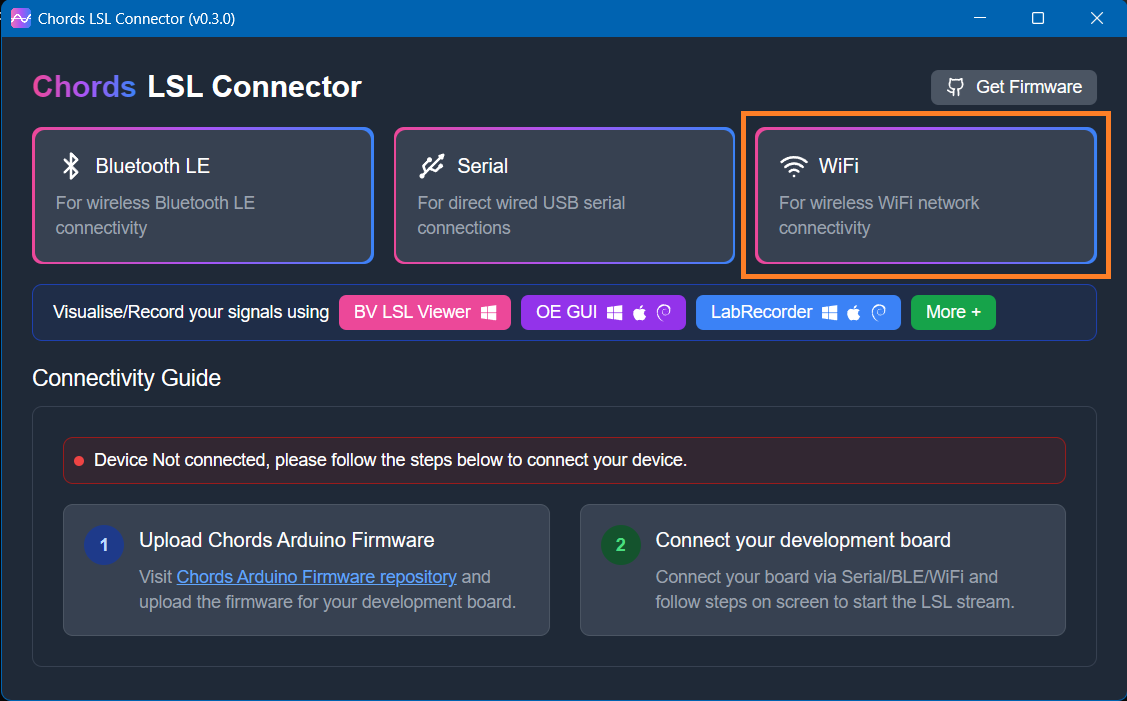 Chords LSL Connector (v0.3.0)
Chords LSL Connector
Get Firmware
Bluetooth LE
For wireless Bluetooth LE
connectivity
Serial
For direct wired USB serial
connections
WiFi
For wireless WiFi network
connectivity
Visualise/Record your signals using BV LSL Viewer OE GUI LabRecorder More +
Connectivity Guide
Device Not connected, please follow the steps below to connect your device.
1 Upload Chords Arduino Firmware
Visit Chords Arduino Firmware repository and
upload the firmware for your development board.
2 Connect your development board
Connect your board via Serial/BLE/WiFi and
follow steps on screen to start the LSL stream.